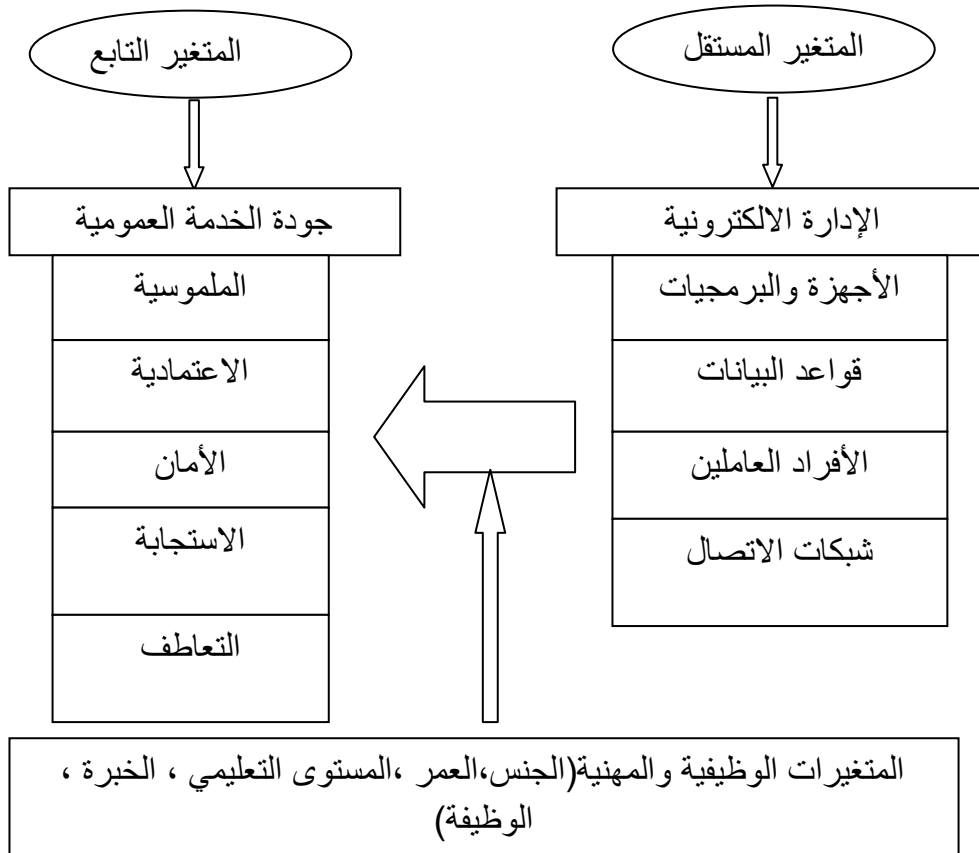 المتغير المستقل
المتغير التابع
الإدارة الالكترونية
جودة الخدمة العمومية
الأجهزة والبرمجيات
الملموسية
قواعد البيانات
الاعتمادية
الأفراد العاملين
الأمان
شبكات الاتصال
الاستجابة
التعاطف
المتغيرات الوظيفية والمهنية(الجنس،العمر ،المستوى التعليمي ، الخبرة ،
الوظيفة)